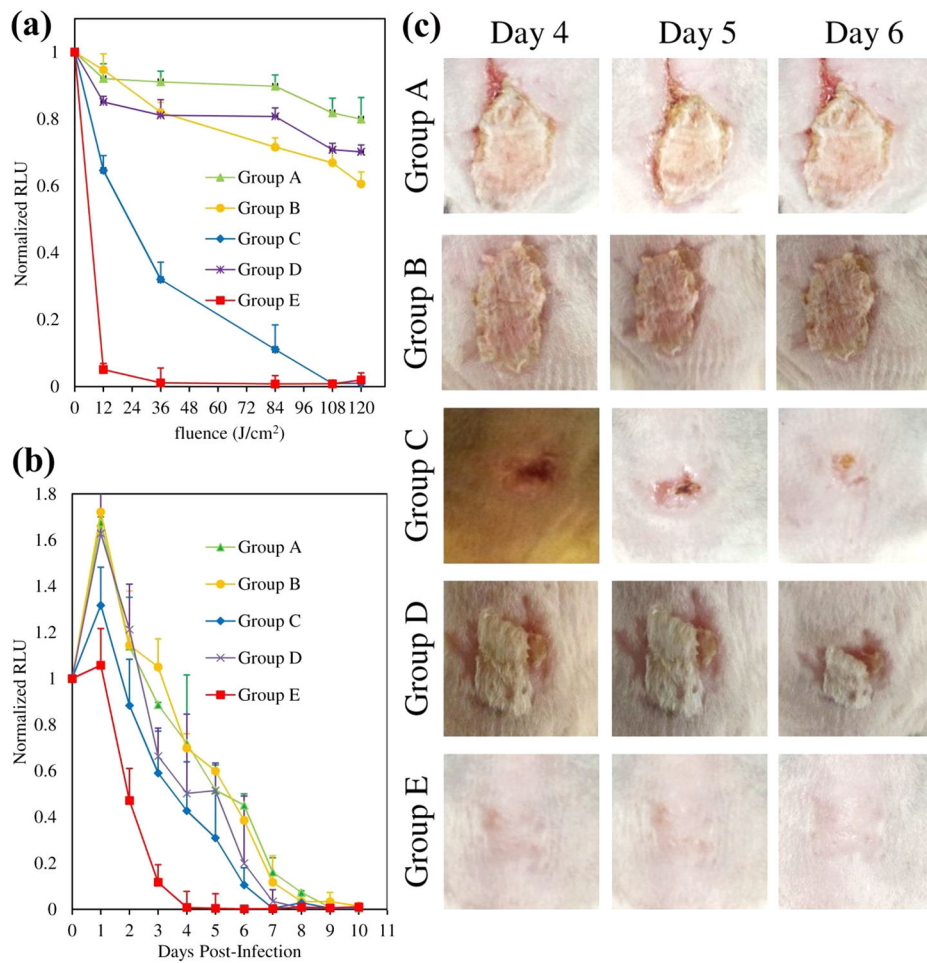 (a)
Normalized RLU
1
0.8
0.6
0.4
0.2
0
0 12 24 36 48 60 72 84 96 108 120
fluence (J/cm²)
Group A
Group B
Group C
Group D
Group E
(b)
Normalized RLU
1.8
1.6
1.4
1.2
1
0.8
0.6
0.4
0.2
0
0 1 2 3 4 5 6 7 8 9 10 11
Days Post-Infection
Group A
Group B
Group C
Group D
Group E
(c)
Day 4 Day 5 Day 6
Group A
Group B
Group C
Group D
Group E